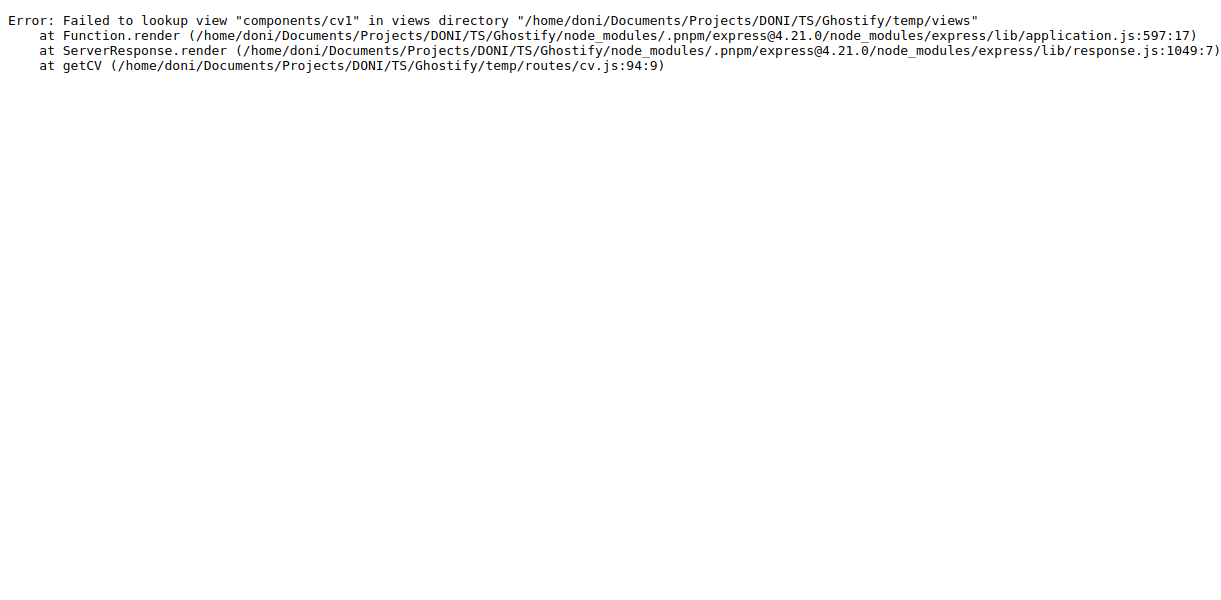 Error: Failed to lookup view "components/cv1" in views directory "/home/doni/Documents/Projects/DONI/TS/Ghostify/temp/views"
    at Function.render (/home/doni/Documents/Projects/DONI/TS/Ghostify/node_modules/.pnpm/express@4.21.0/node_modules/express/lib/application.js:597:17)
    at ServerResponse.render (/home/doni/Documents/Projects/DONI/TS/Ghostify/node_modules/.pnpm/express@4.21.0/node_modules/express/lib/response.js:1049:7)
    at getCV (/home/doni/Documents/Projects/DONI/TS/Ghostify/temp/routes/cv.js:94:9)